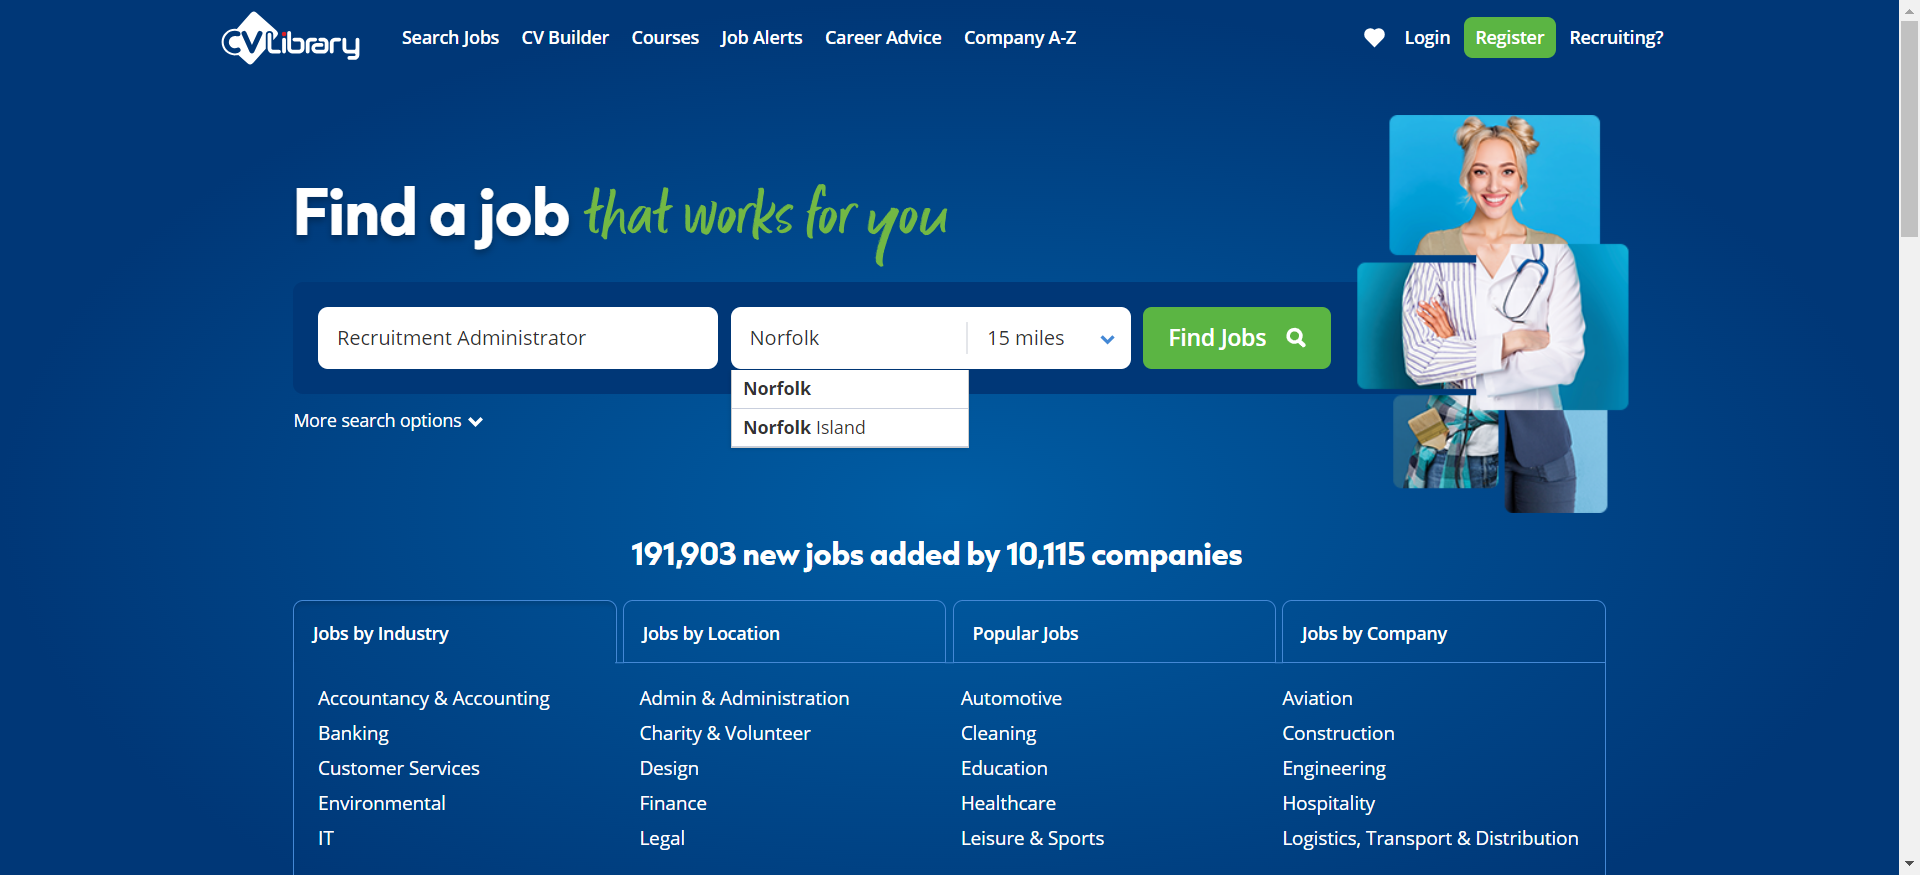 CVLibrary
Search Jobs CV Builder Courses Job Alerts Career Advice Company A-Z
Login Register Recruiting?
Find a job that works for you
Recruitment Administrator Norfolk 15 miles Find Jobs
Norfolk
Norfolk Island
More search options
191,903 new jobs added by 10,115 companies
Jobs by Industry Jobs by Location Popular Jobs Jobs by Company
Accountancy & Accounting Admin & Administration Automotive Aviation
Banking Charity & Volunteer Cleaning Construction
Customer Services Design Education Engineering
Environmental Finance Healthcare Hospitality
IT Legal Leisure & Sports Logistics, Transport & Distribution